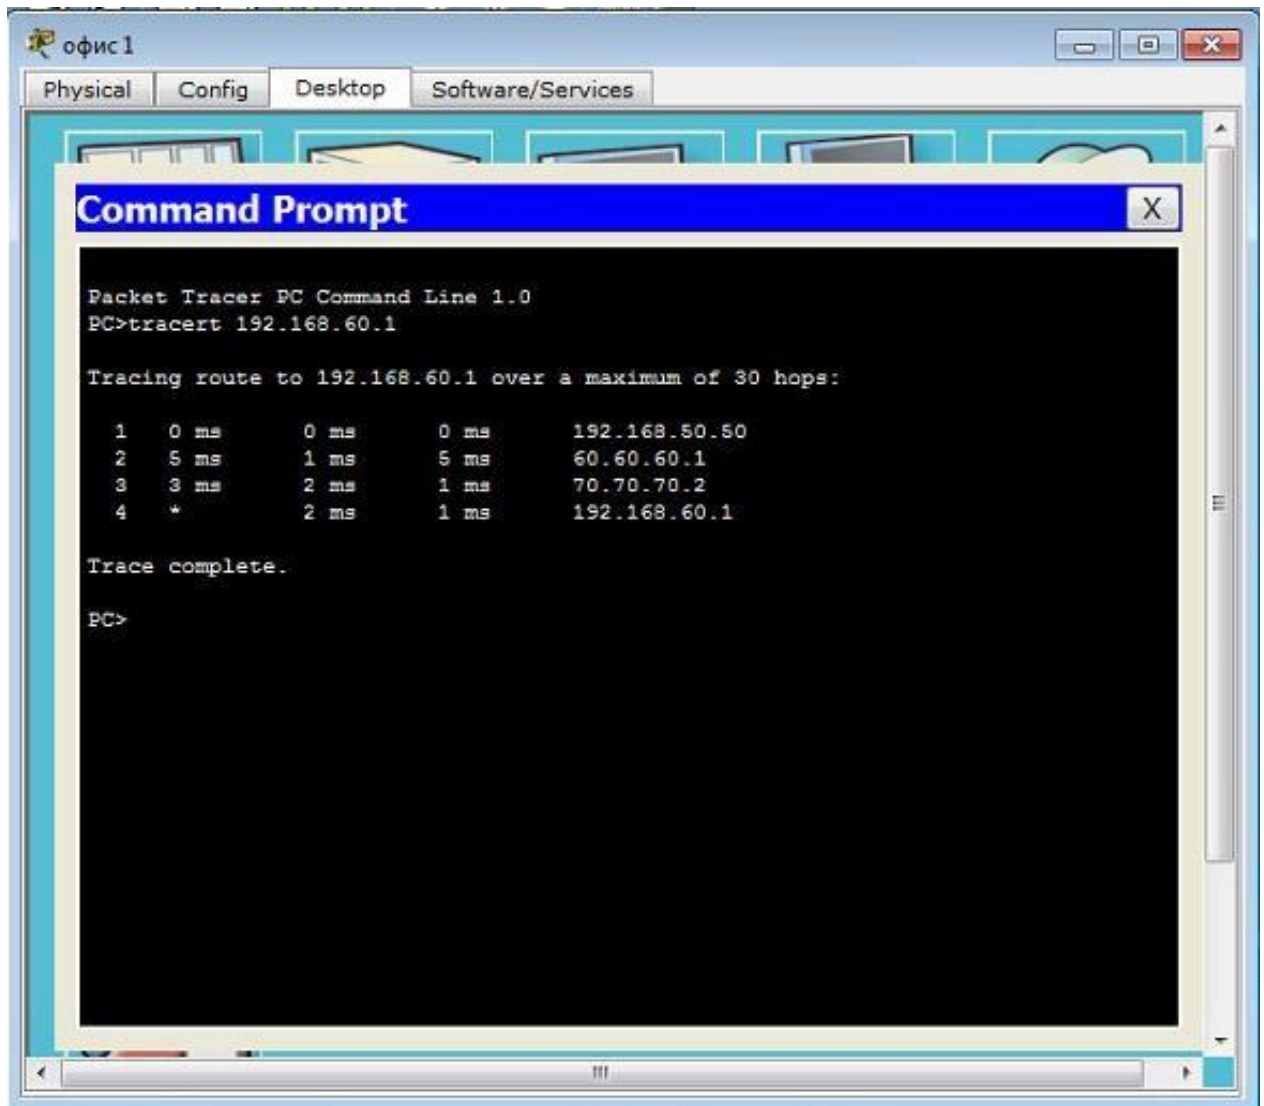 офис 1
Physical Config Desktop Software/Services
Command Prompt X
Packet Tracer PC Command Line 1.0
PC>tracert 192.168.60.1
Tracing route to 192.168.60.1 over a maximum of 30 hops:
1 0 ms 0 ms 0 ms 192.168.50.50
2 5 ms 1 ms 5 ms 60.60.60.1
3 3 ms 2 ms 1 ms 70.70.70.2
4 * 2 ms 1 ms 192.168.60.1
Trace complete.
PC>